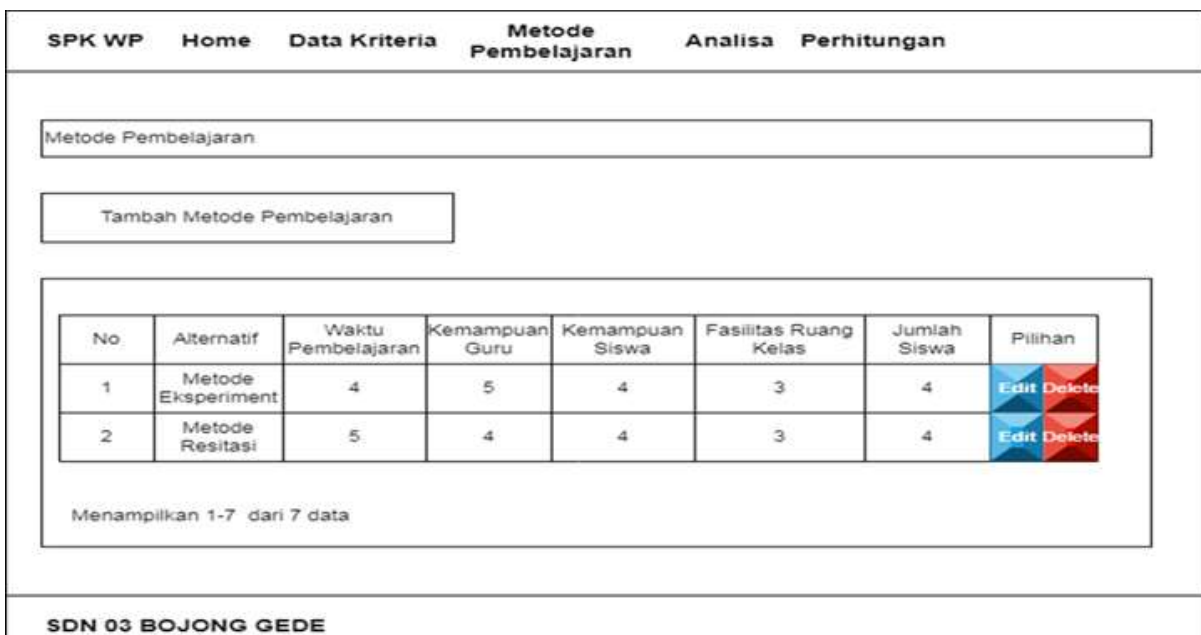 SPK WP Home Data Kriteria Metode Pembelajaran Analisa Perhitungan
Metode Pembelajaran
Tambah Metode Pembelajaran
No Alternatif Waktu Pembelajaran Kemampuan Guru Kemampuan Siswa Fasilitas Ruang Kelas Jumlah Siswa Pilihan
1 Metode Eksperiment 4 5 4 3 4 Edit Delete
2 Metode Resitasi 5 4 4 3 4 Edit Delete
Menampilkan 1-7 dari 7 data
SDN 03 BOJONG GEDE